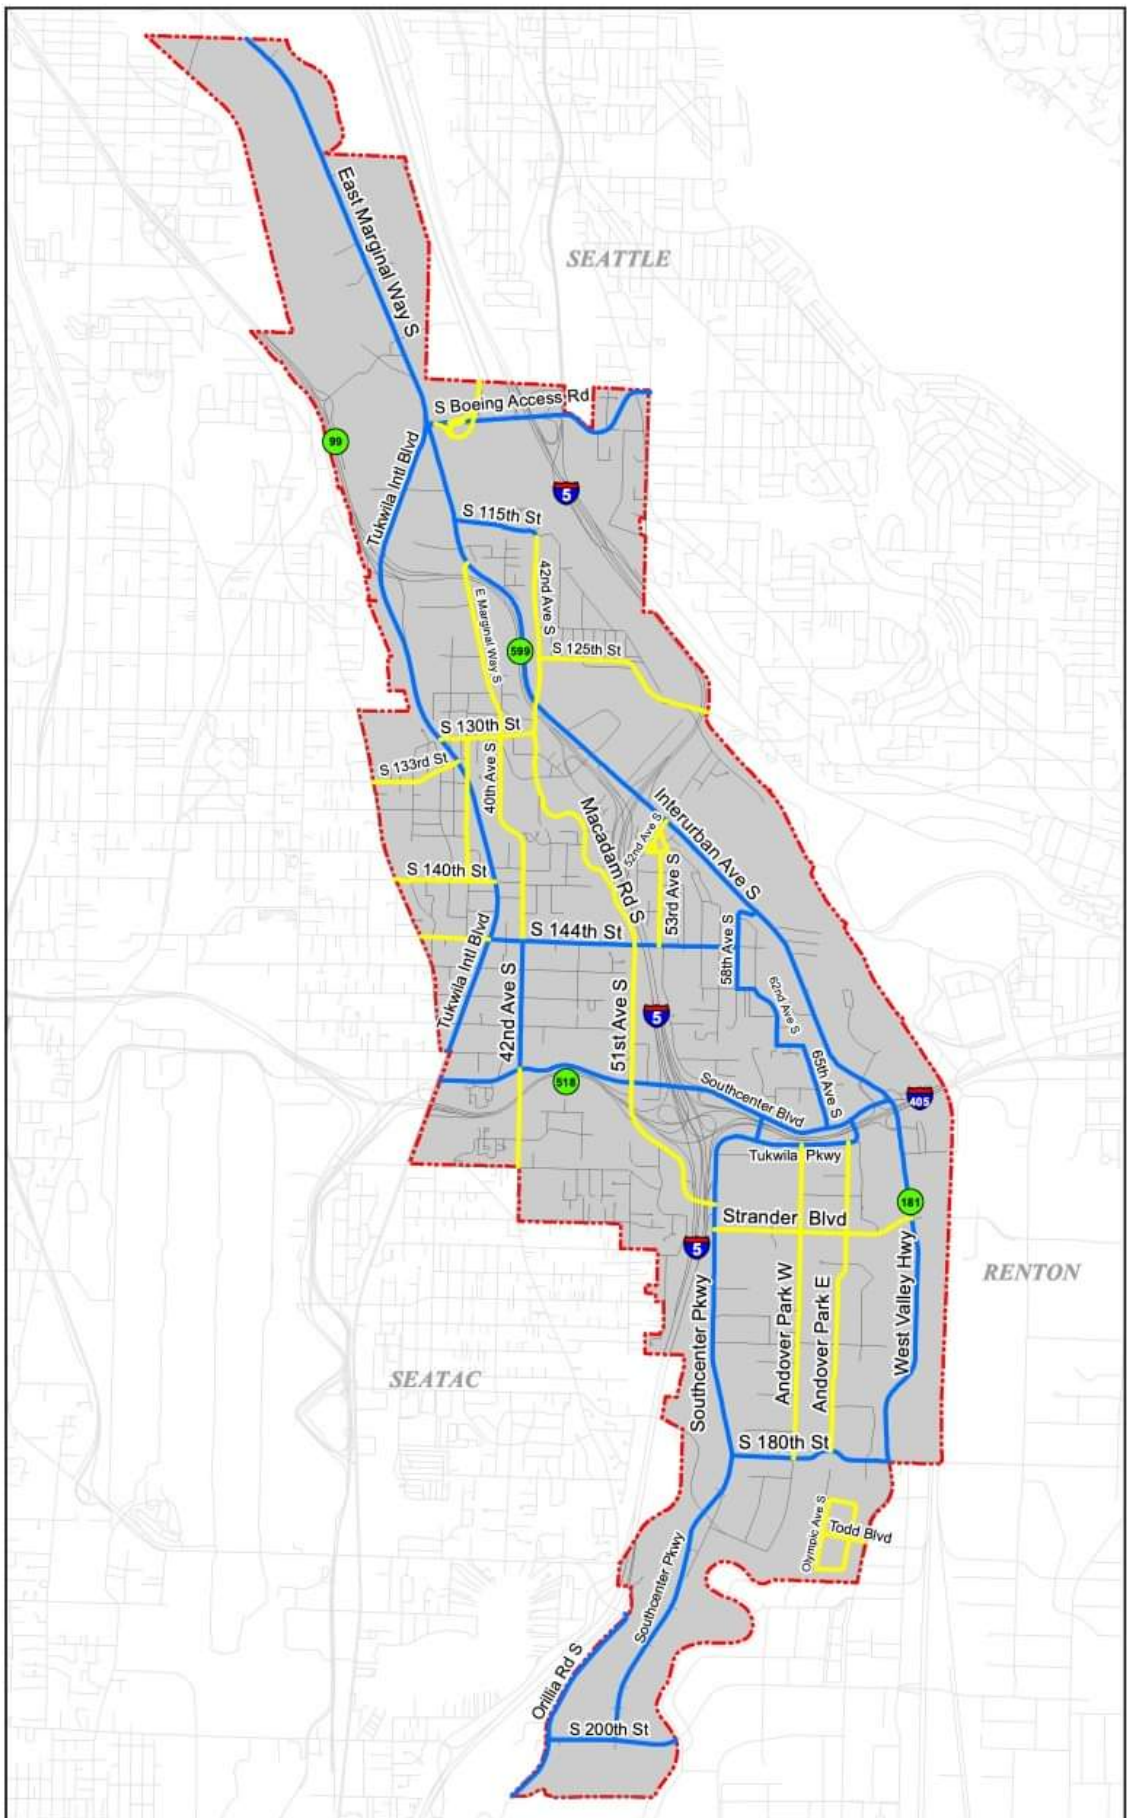 East Marginal Way S
SEATTLE
S Boeing Access Rd
99
Tukwila Intl Blvd
5
S 115th St
42nd Ave S
E Marginal Way S
599
S 125th St
S 130th St
S 133rd St
40th Ave S
Macadam Rd S
52nd Ave S
Interurban Ave S
53rd Ave S
S 140th St
S 144th St
58th Ave S
Tukwila Intl Blvd
42nd Ave S
51st Ave S
62nd Ave S
5
65th Ave S
518
Southcenter Blvd
405
Tukwila Pkwy
181
Strander Blvd
5
West Valley Hwy
RENTON
Southcenter Pkwy
Andover Park W
Andover Park E
SEATAC
S 180th St
Olympic Ave S
Todd Blvd
Southcenter Pkwy
Orillia Rd S
S 200th St